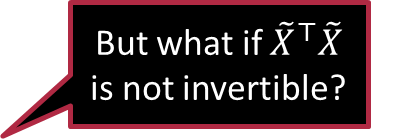 But what if X̃ᵀX̃
is not invertible?